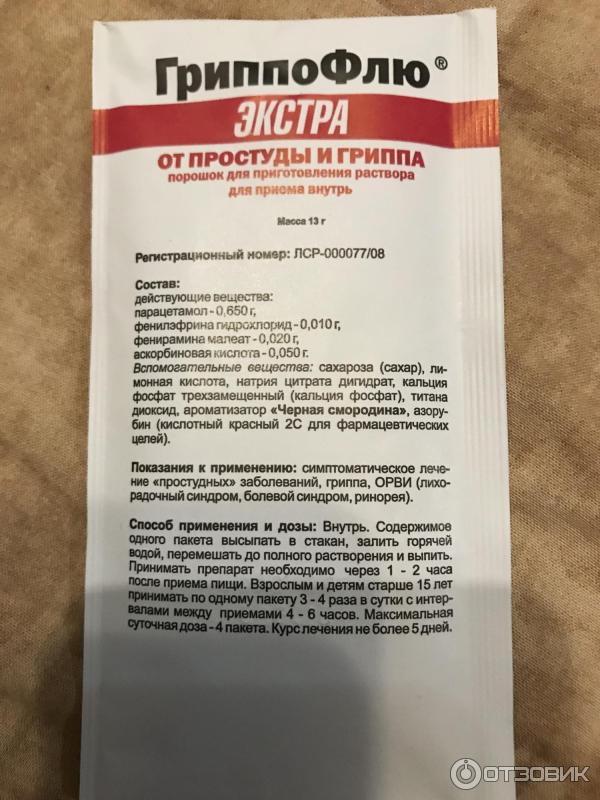 ГриппоФлю®
ЭКСТРА
ОТ ПРОСТУДЫ И ГРИППА
порошок для приготовления раствора
для приема внутрь
Масса 13 г
Регистрационный номер: ЛСР-000077/08
Состав:
действующие вещества:
парацетамол - 0,650 г,
фенилэфрина гидрохлорид - 0,010 г,
фенирамина малеат - 0,020 г,
аскорбиновая кислота - 0,050 г.
Вспомогательные вещества: сахароза (сахар), ли-
монная кислота, натрия цитрата дигидрат, кальция
фосфат трехзамещенный (кальция фосфат), титана
диоксид, ароматизатор «Черная смородина», азору-
бин (кислотный красный 2С для фармацевтических
целей).
Показания к применению: симптоматическое лече-
ние «простудных» заболеваний, гриппа, ОРВИ (лихо-
радочный синдром, болевой синдром, ринорея).
Способ применения и дозы: Внутрь. Содержимое
одного пакета высыпать в стакан, залить горячей
водой, перемешать до полного растворения и выпить.
Принимать препарат необходимо через 1 - 2 часа
после приема пищи. Взрослым и детям старше 15 лет
принимать по одному пакету 3 - 4 раза в сутки с интер-
валами между приемами 4 - 6 часов. Максимальная
суточная доза - 4 пакета. Курс лечения не более 5 дней.
ОТЗОВИК